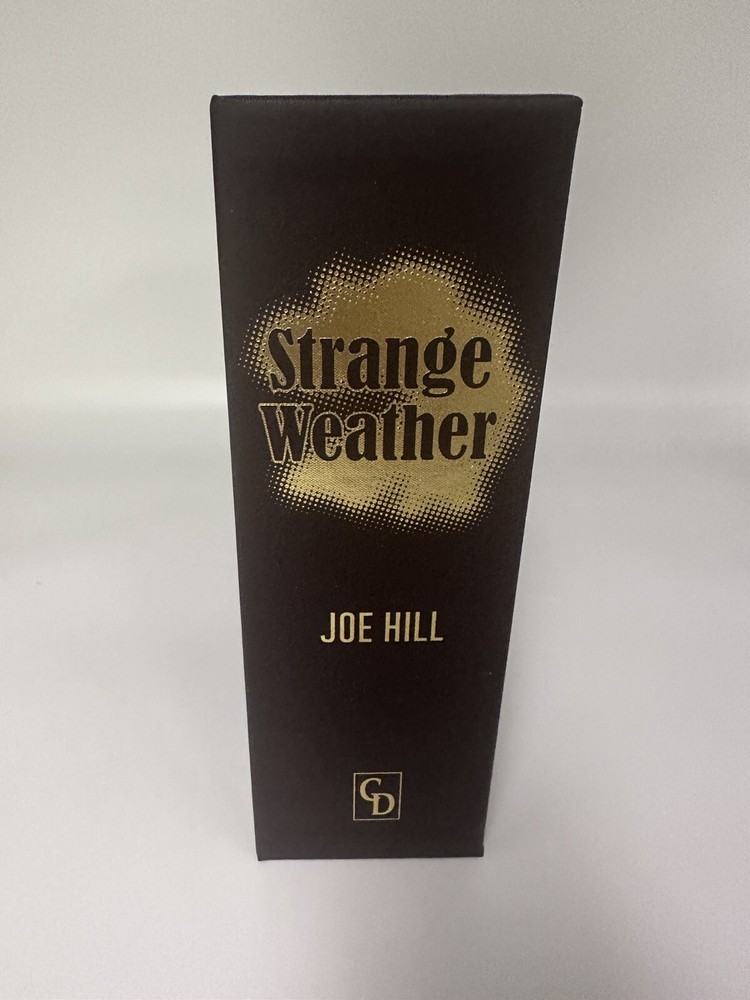 Strange
Weather
JOE HILL
CD